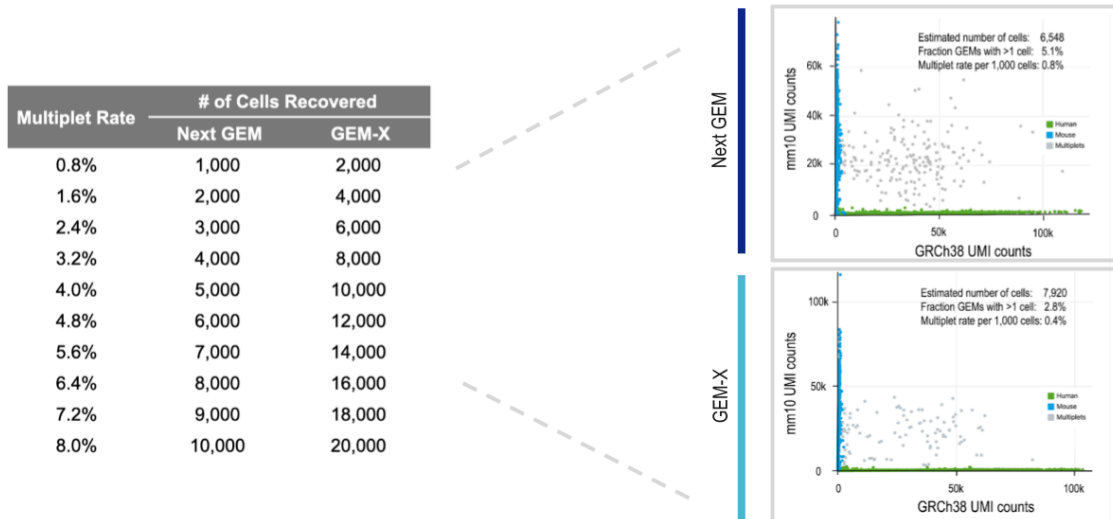 Multiplet Rate
# of Cells Recovered
Next GEM GEM-X
0.8% 1,000 2,000
1.6% 2,000 4,000
2.4% 3,000 6,000
3.2% 4,000 8,000
4.0% 5,000 10,000
4.8% 6,000 12,000
5.6% 7,000 14,000
6.4% 8,000 16,000
7.2% 9,000 18,000
8.0% 10,000 20,000
Next GEM
Estimated number of cells: 6,548
Fraction GEMs with >1 cell: 5.1%
Multiplet rate per 1,000 cells: 0.8%
Human
Mouse
Multiplets
mm10 UMI counts
60k
40k
20k
0
0 50k 100k
GRCh38 UMI counts
GEM-X
Estimated number of cells: 7,920
Fraction GEMs with >1 cell: 2.8%
Multiplet rate per 1,000 cells: 0.4%
Human
Mouse
Multiplets
mm10 UMI counts
100k
50k
0
0 50k 100k
GRCh38 UMI counts